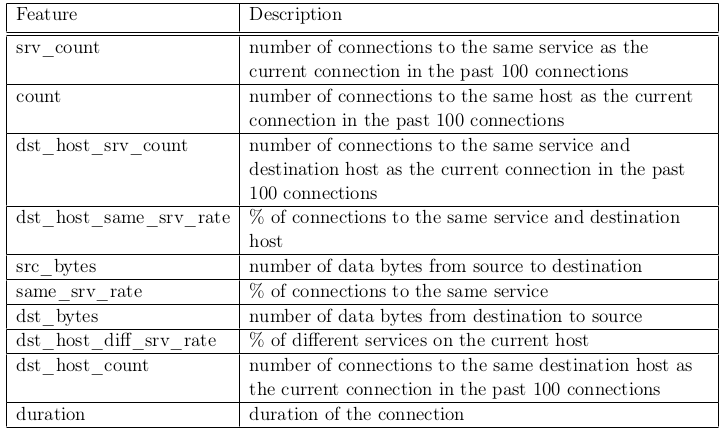 Feature Description
srv_count number of connections to the same service as the
current connection in the past 100 connections
count number of connections to the same host as the current
connection in the past 100 connections
dst_host_srv_count number of connections to the same service and
destination host as the current connection in the past
100 connections
dst_host_same_srv_rate % of connections to the same service and destination
host
src_bytes number of data bytes from source to destination
same_srv_rate % of connections to the same service
dst_bytes number of data bytes from destination to source
dst_host_diff_srv_rate % of different services on the current host
dst_host_count number of connections to the same destination host as
the current connection in the past 100 connections
duration duration of the connection